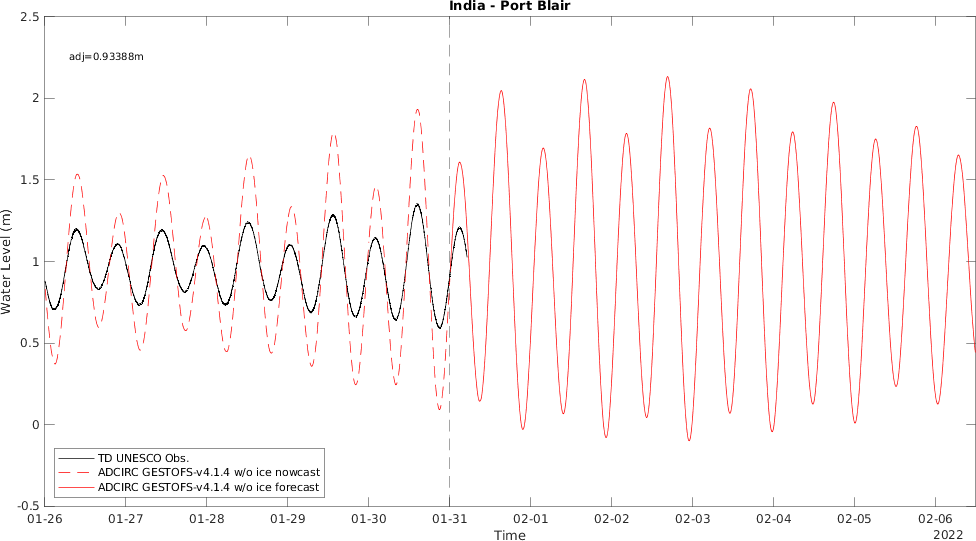 India - Port Blair
adj=0.93388m
Water Level (m)
2.5
2
1.5
1
0.5
0
-0.5
TD UNESCO Obs.
ADCIRC GESTOFS-v4.1.4 w/o ice nowcast
ADCIRC GESTOFS-v4.1.4 w/o ice forecast
01-26 01-27 01-28 01-29 01-30 01-31 02-01 02-02 02-03 02-04 02-05 02-06
Time
2022